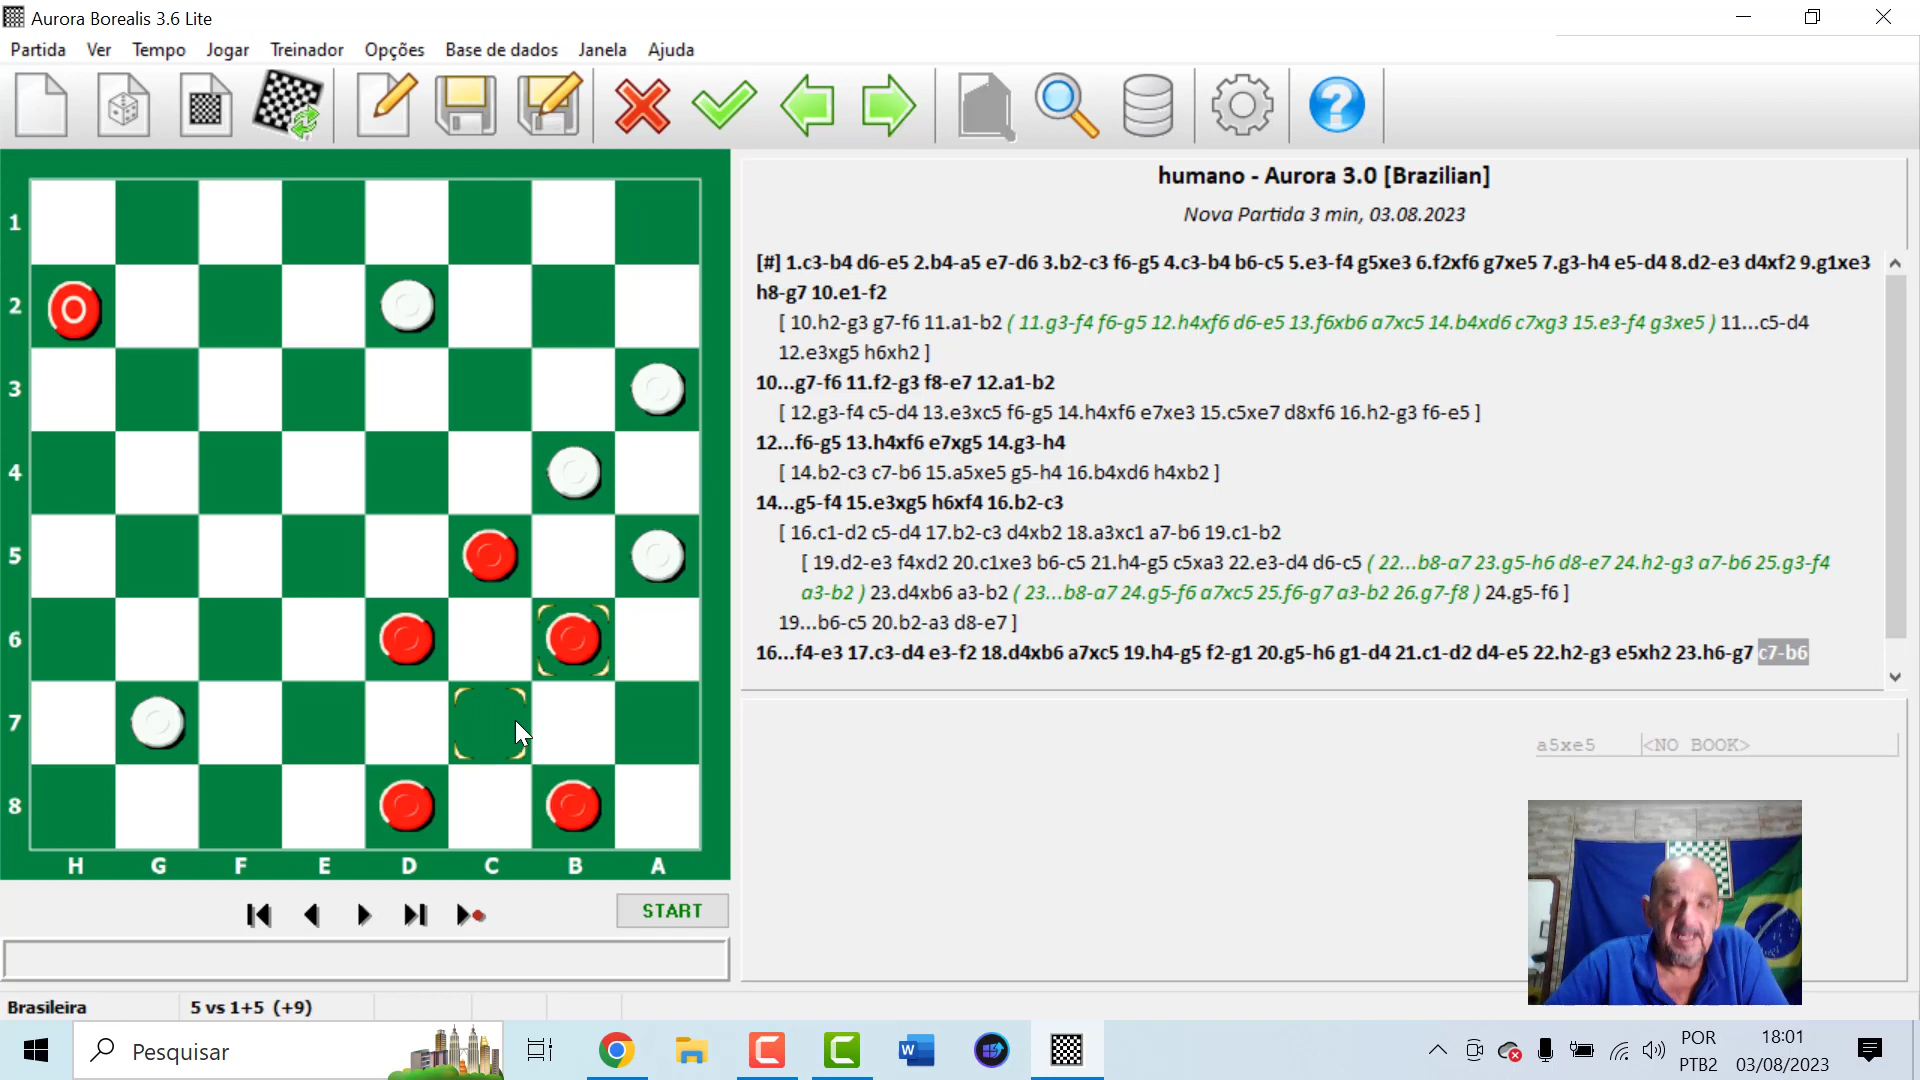 Aurora Borealis 3.6 Lite
Partida Ver Tempo Jogar Treinador Opções Base de dados Janela Ajuda
humano - Aurora 3.0 [Brazilian]
Nova Partida 3 min, 03.08.2023
[#] 1.c3-b4 d6-e5 2.b4-a5 e7-d6 3.b2-c3 f6-g5 4.c3-b4 b6-c5 5.e3-f4 g5xe3 6.f2xf6 g7xe5 7.g3-h4 e5-d4 8.d2-e3 d4xf2 9.g1xe3
h8-g7 10.e1-f2
[ 10.h2-g3 g7-f6 11.a1-b2 ( 11.g3-f4 f6-g5 12.h4xf6 d6-e5 13.f6xb6 a7xc5 14.b4xd6 c7xg3 15.e3-f4 g3xe5 ) 11...c5-d4
12.e3xg5 h6xh2 ]
10...g7-f6 11.f2-g3 f8-e7 12.a1-b2
[ 12.g3-f4 c5-d4 13.e3xc5 f6-g5 14.h4xf6 e7xe3 15.c5xe7 d8xf6 16.h2-g3 f6-e5 ]
12...f6-g5 13.h4xf6 e7xg5 14.g3-h4
[ 14.b2-c3 c7-b6 15.a5xe5 g5-h4 16.b4xd6 h4xb2 ]
14...g5-f4 15.e3xg5 h6xf4 16.b2-c3
[ 16.c1-d2 c5-d4 17.b2-c3 d4xb2 18.a3xc1 a7-b6 19.c1-b2
[ 19.d2-e3 f4xd2 20.c1xe3 b6-c5 21.h4-g5 c5xa3 22.e3-d4 d6-c5 ( 22...b8-a7 23.g5-h6 d8-e7 24.h2-g3 a7-b6 25.g3-f4
a3-b2 ) 23.d4xb6 a3-b2 ( 23...b8-a7 24.g5-f6 a7xc5 25.f6-g7 a3-b2 26.g7-f8 ) 24.g5-f6 ]
19...b6-c5 20.b2-a3 d8-e7 ]
16...f4-e3 17.c3-d4 e3-f2 18.d4xb6 a7xc5 19.h4-g5 f2-g1 20.g5-h6 g1-d4 21.c1-d2 d4-e5 22.h2-g3 e5xh2 23.h6-g7 c7-b6
1
2
3
4
5
6
7
8
H G F E D C B A
a5xe5 <NO BOOK>
START
Brasileira 5 vs 1+5 (+9)
Pesquisar
POR
PTB2
18:01
03/08/2023